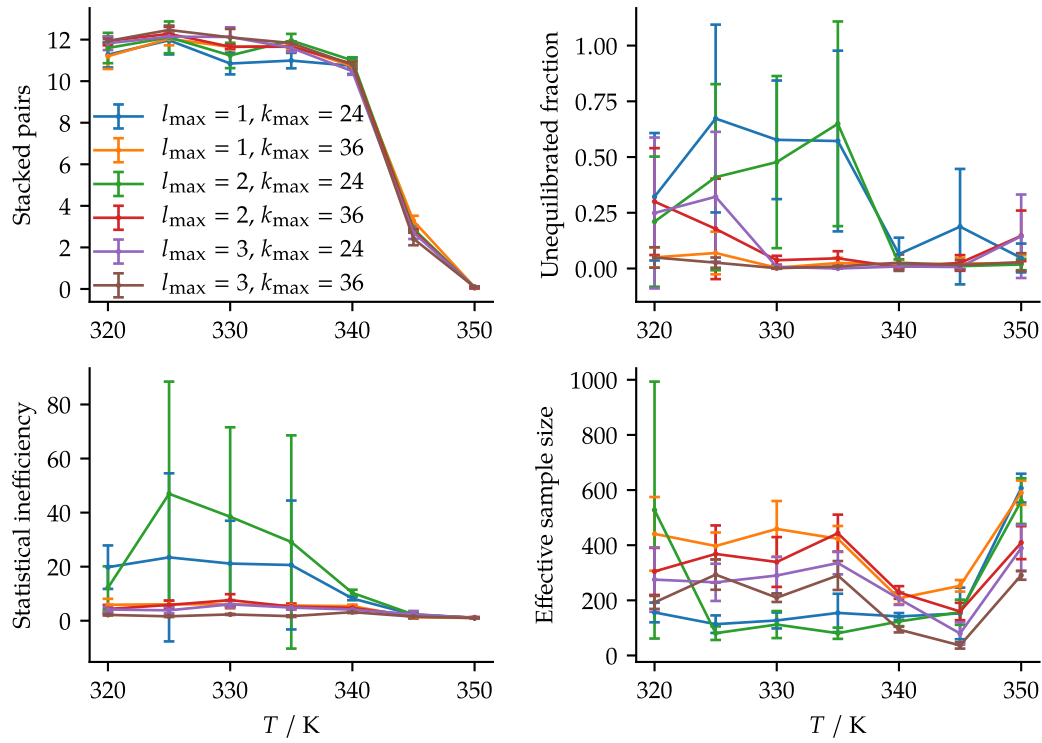 Stacked pairs
12
10
8
6
4
2
0
l_max = 1, k_max = 24
l_max = 1, k_max = 36
l_max = 2, k_max = 24
l_max = 2, k_max = 36
l_max = 3, k_max = 24
l_max = 3, k_max = 36
320 330 340 350
Unequilibrated fraction
1.00
0.75
0.50
0.25
0.00
320 330 340 350
Statistical inefficiency
80
60
40
20
0
320 330 340 350
T / K
Effective sample size
1000
800
600
400
200
0
320 330 340 350
T / K